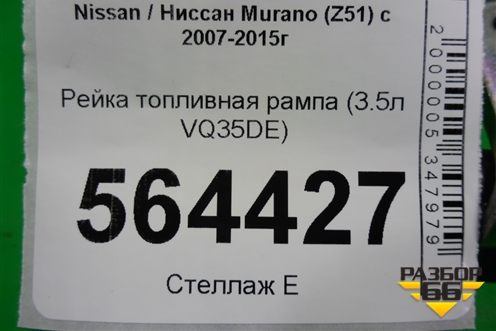 Nissan / Ниссан Murano (Z51) с
2007-2015г
Рейка топливная рампа (3.5л
VQ35DE)
564427
Стеллаж Е
2000005347979
РАЗБОР
66